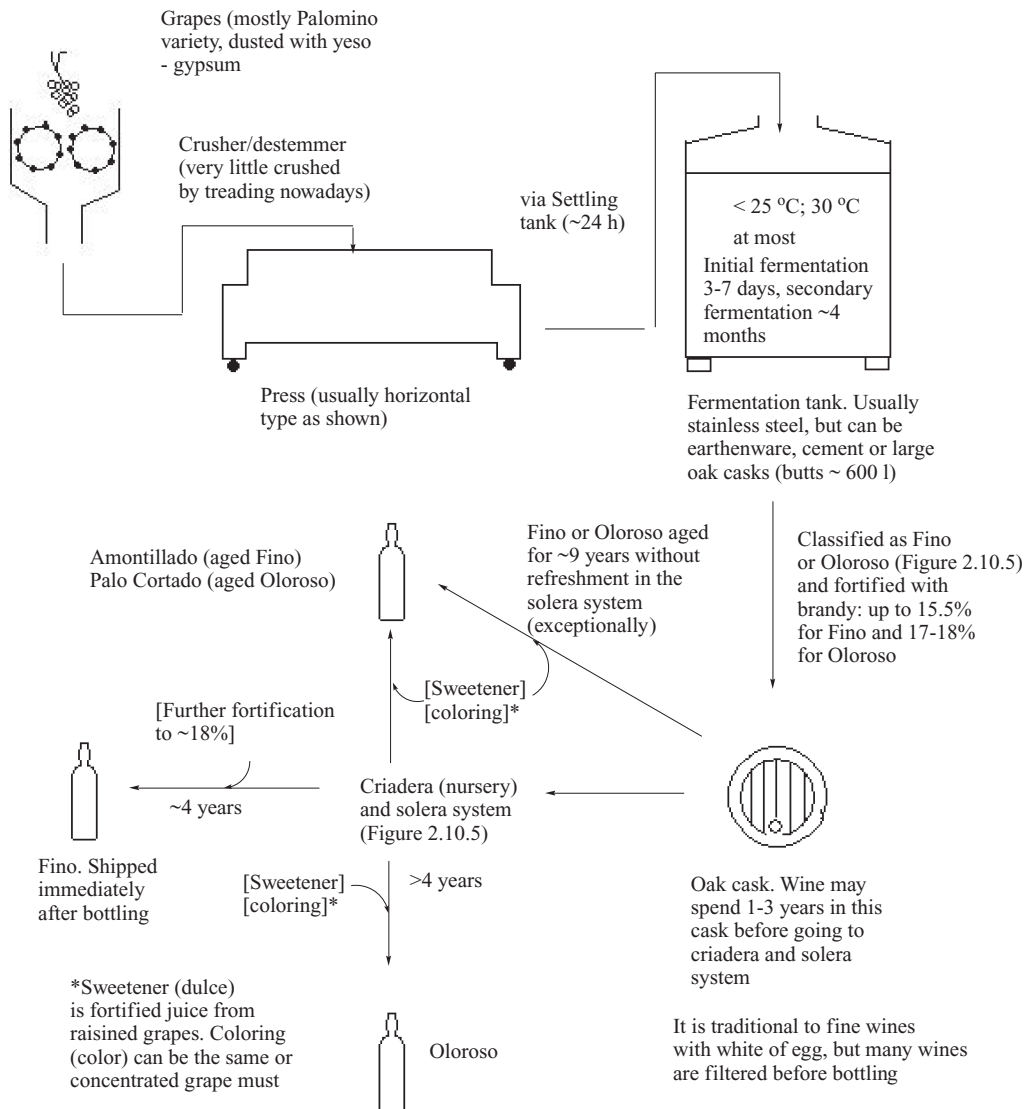 Grapes (mostly Palomino
variety, dusted with yeso
- gypsum
Crusher/destemmer
(very little crushed
by treading nowadays)
via Settling
tank (~24 h)
< 25 °C; 30 °C
at most
Initial fermentation
3-7 days, secondary
fermentation ~4
months
Press (usually horizontal
type as shown)
Fermentation tank. Usually
stainless steel, but can be
earthenware, cement or large
oak casks (butts ~ 600 l)
Classified as Fino
or Oloroso (Figure 2.10.5)
and fortified with
brandy: up to 15.5%
for Fino and 17-18%
for Oloroso
Fino or Oloroso aged
for ~9 years without
refreshment in the
solera system
(exceptionally)
Amontillado (aged Fino)
Palo Cortado (aged Oloroso)
[Sweetener]
[coloring]*
[Further fortification
to ~18%]
~4 years
Criadera (nursery)
and solera system
(Figure 2.10.5)
Fino. Shipped
immediately
after bottling
[Sweetener]
[coloring]*
>4 years
Oak cask. Wine may
spend 1-3 years in this
cask before going to
criadera and solera
system
*Sweetener (dulce)
is fortified juice from
raisined grapes. Coloring
(color) can be the same or
concentrated grape must
Oloroso
It is traditional to fine wines
with white of egg, but many wines
are filtered before bottling